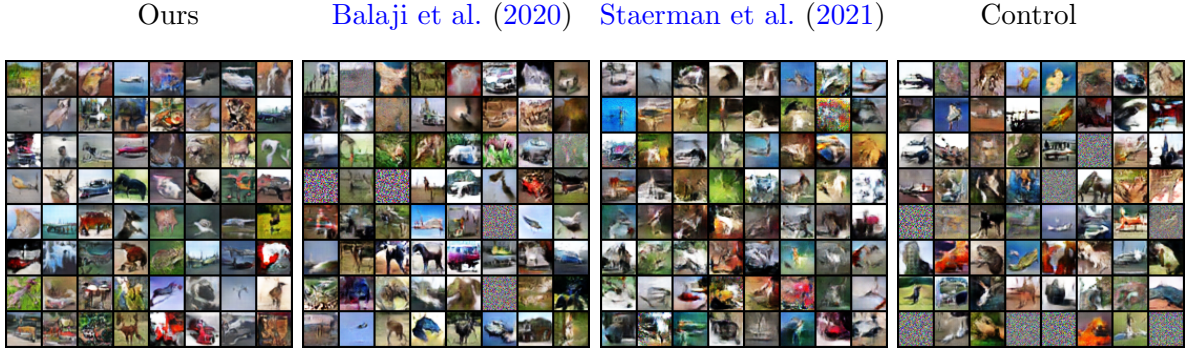 Ours Balaji et al. (2020) Staerman et al. (2021) Control